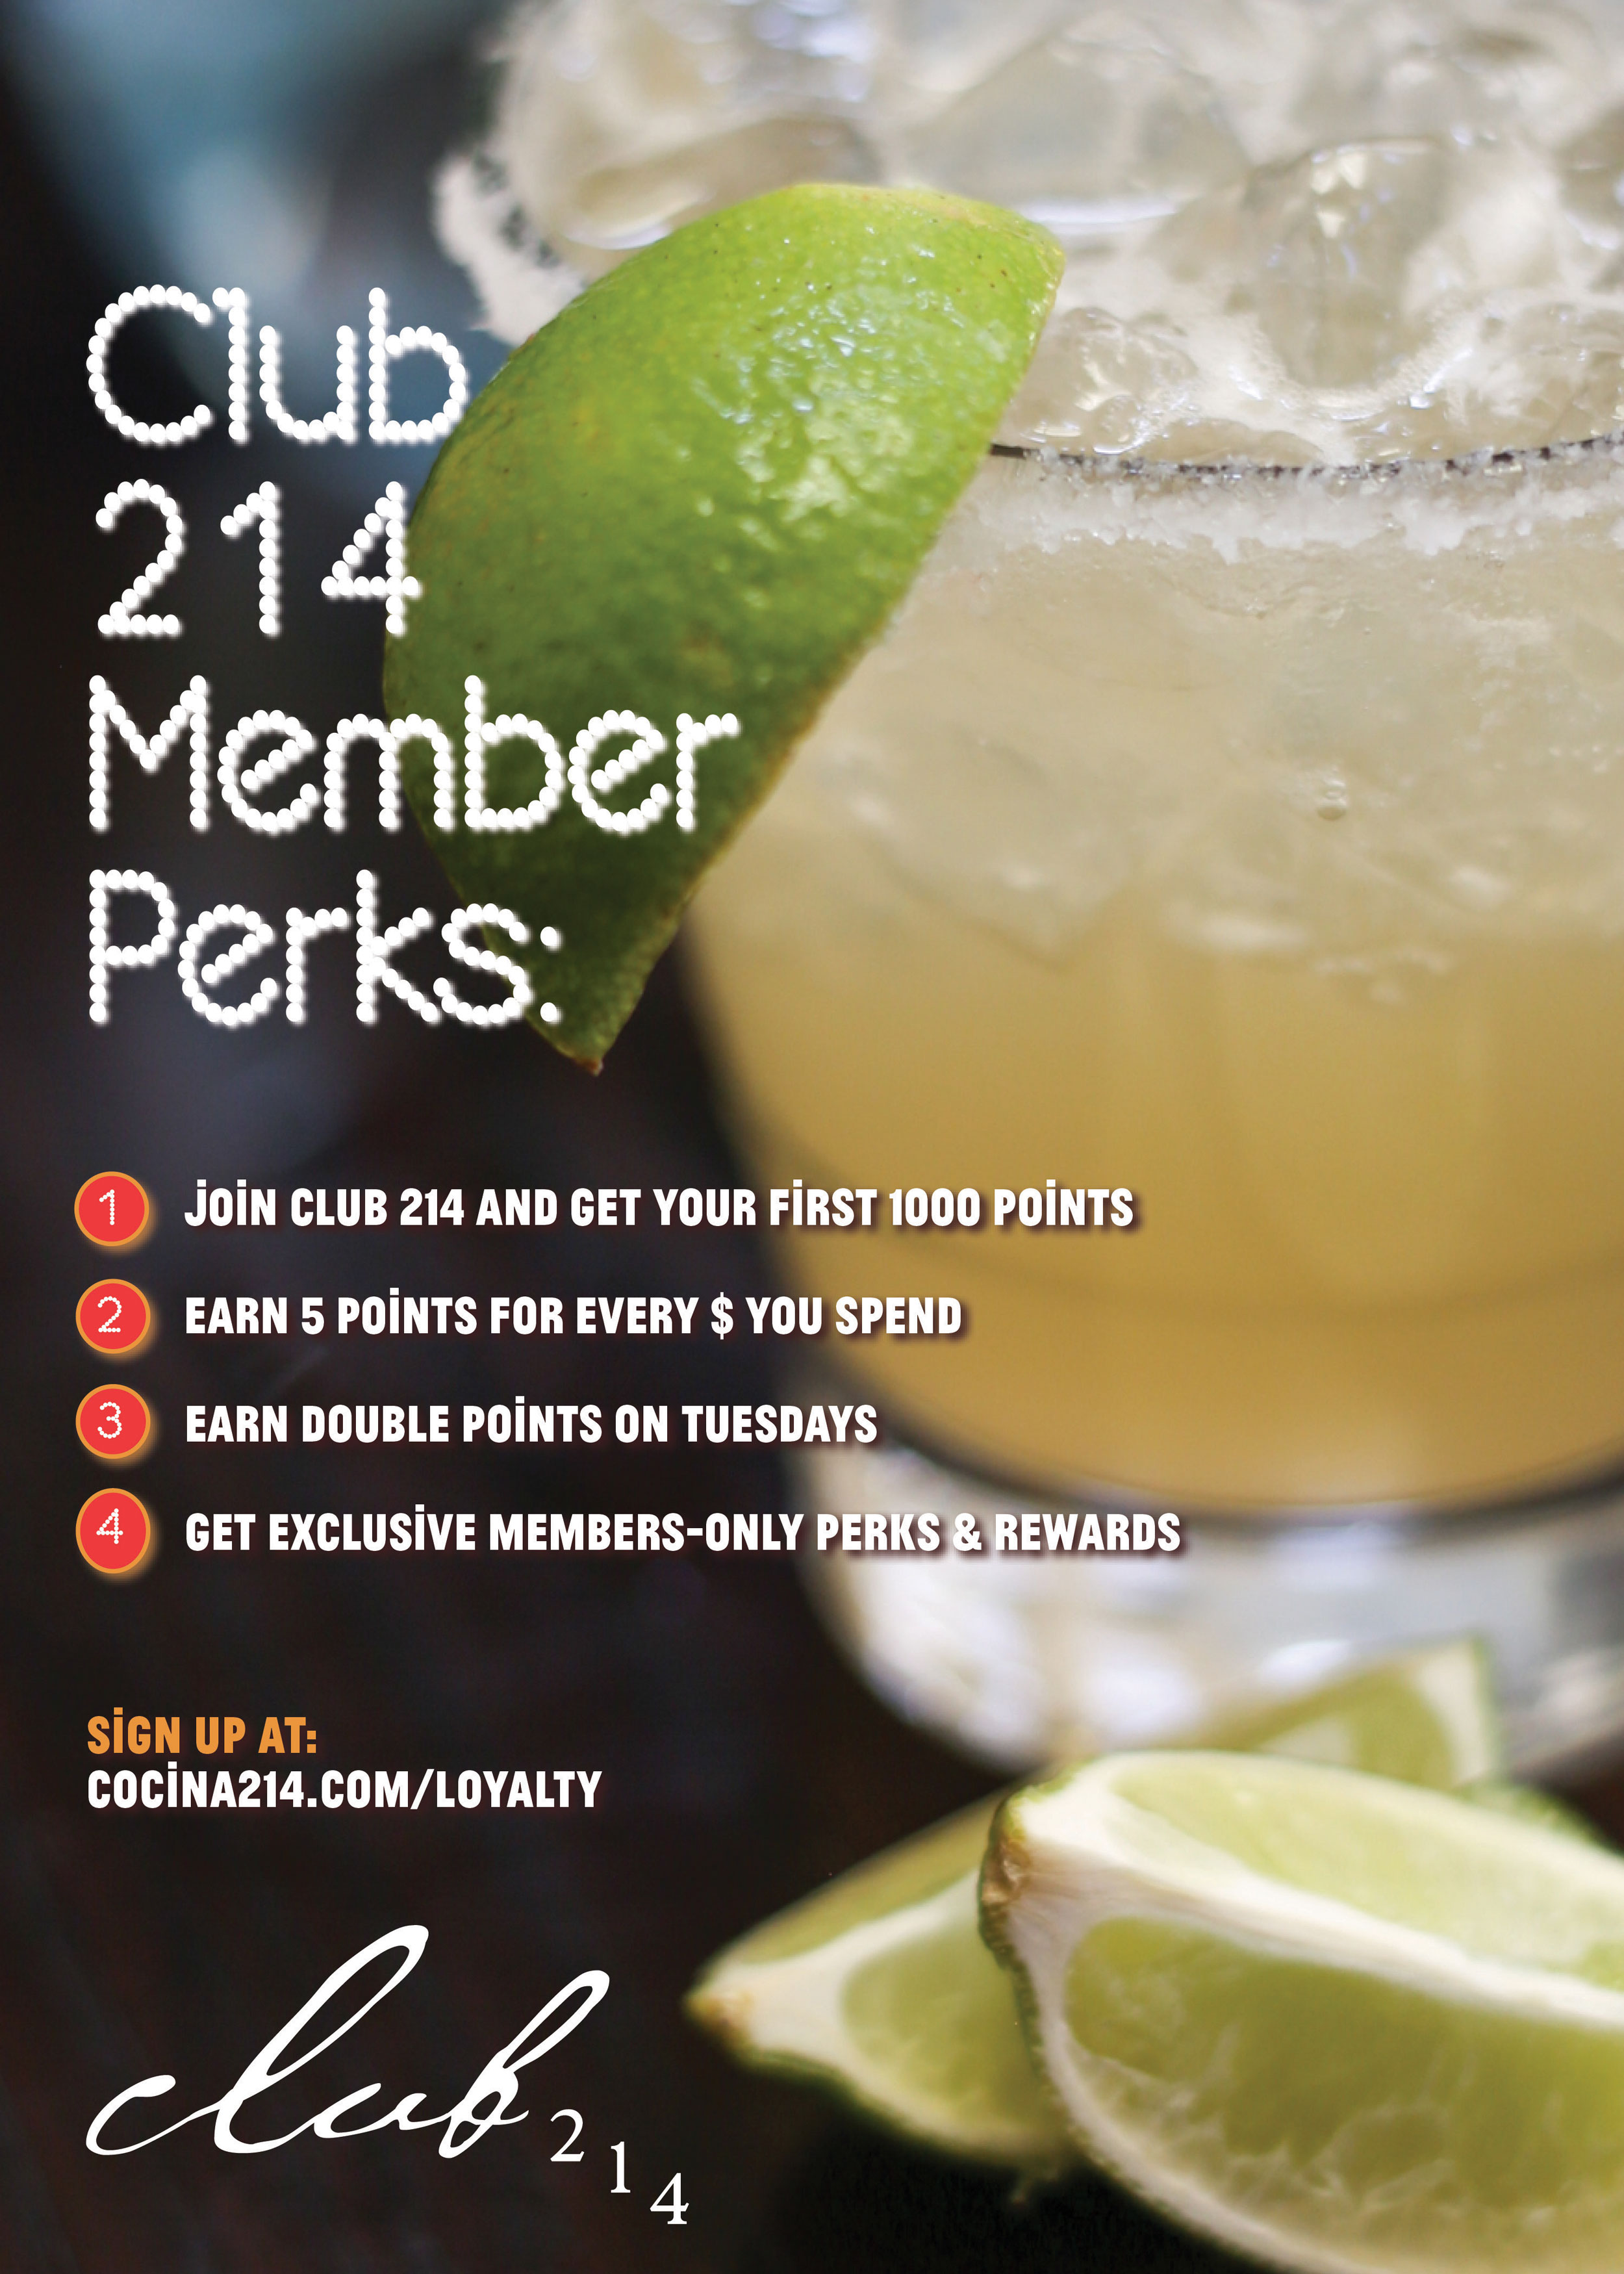 Club
214
Member
Perks:
1 JOIN CLUB 214 AND GET YOUR FIRST 1000 POINTS
2 EARN 5 POINTS FOR EVERY $ YOU SPEND
3 EARN DOUBLE POINTS ON TUESDAYS
4 GET EXCLUSIVE MEMBERS-ONLY PERKS & REWARDS
SIGN UP AT:
COCINA214.COM/LOYALTY
club 214